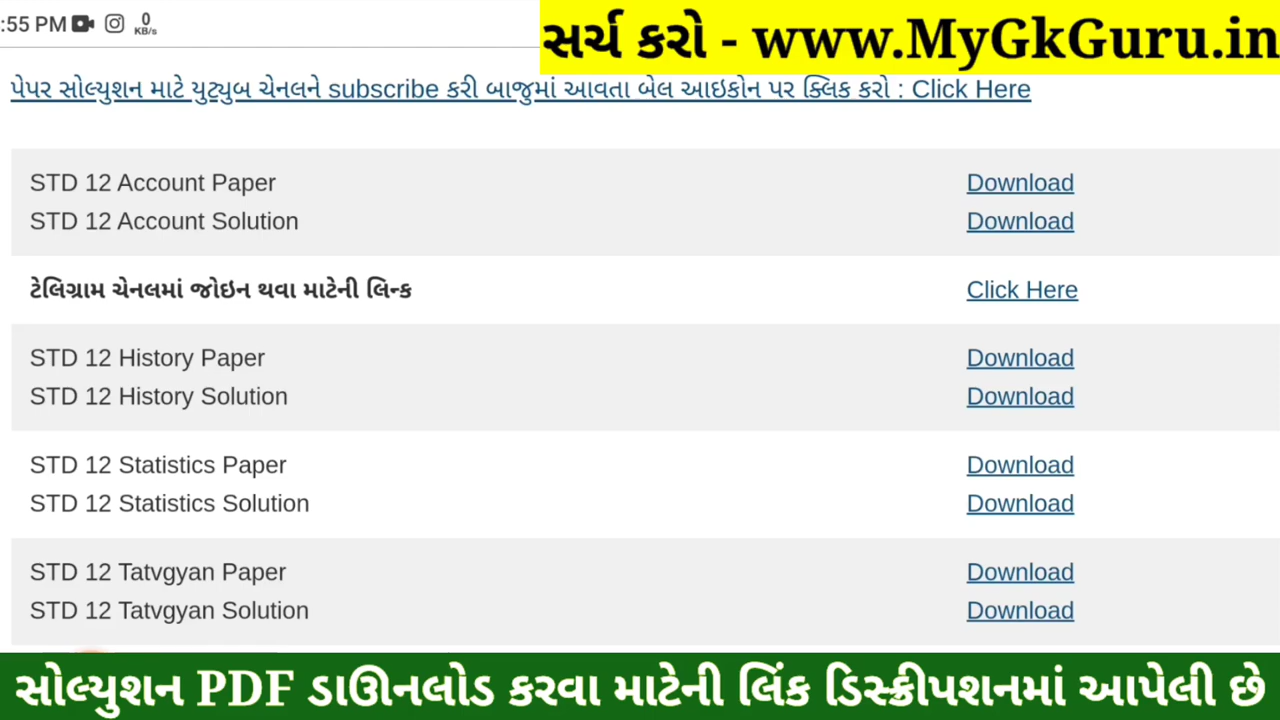 :55 PM 0 KB/s
સર્ચ કરો - www.MyGkGuru.in
પેપર સોલ્યુશન માટે યુટ્યુબ ચેનલને subscribe કરી બાજુમાં આવતા બેલ આઇકોન પર ક્લિક કરો : Click Here
STD 12 Account Paper Download
STD 12 Account Solution Download
ટેલિગ્રામ ચેનલમાં જોઇન થવા માટેની લિન્ક Click Here
STD 12 History Paper Download
STD 12 History Solution Download
STD 12 Statistics Paper Download
STD 12 Statistics Solution Download
STD 12 Tatvgyan Paper Download
STD 12 Tatvgyan Solution Download
સોલ્યુશન PDF ડાઊનલોડ કરવા માટેની લિંક ડિસ્ક્રીપશનમાં આપેલી છે